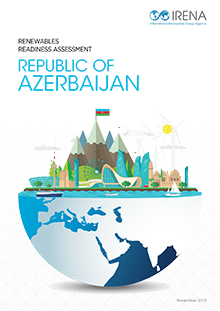 IRENA
International Renewable Energy Agency
RENEWABLES
READINESS ASSESSMENT
REPUBLIC OF
AZERBAIJAN
November 2019